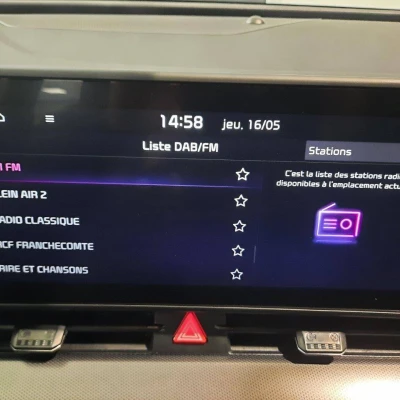 14:58 jeu. 16/05
Liste DAB/FM
Stations
FM
C'est la liste des stations radi
disponibles à l'emplacement actu
LEIN AIR 2
ADIO CLASSIQUE
RCF FRANCHECOMTE
RIRE ET CHANSONS